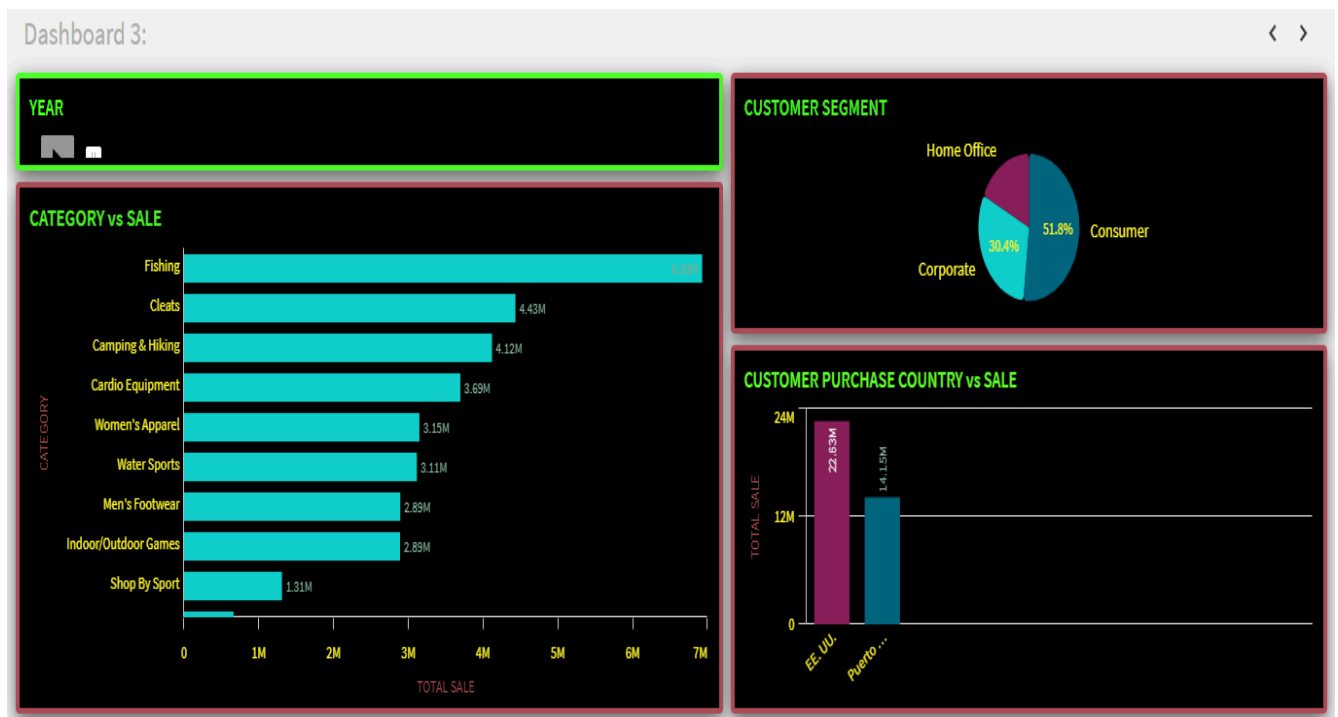 Dashboard 3:
YEAR
CATEGORY vs SALE
CATEGORY
Fishing
6.93M
Cleats
4.43M
Camping & Hiking
4.12M
Cardio Equipment
3.69M
Women's Apparel
3.15M
Water Sports
3.11M
Men's Footwear
2.89M
Indoor/Outdoor Games
2.89M
Shop By Sport
1.31M
0 1M 2M 3M 4M 5M 6M 7M
TOTAL SALE
CUSTOMER SEGMENT
Home Office
51.8%
Consumer
30.4%
Corporate
CUSTOMER PURCHASE COUNTRY vs SALE
TOTAL SALE
24M
12M
0
22.63M
14.15M
EE. UU.
Puerto ...